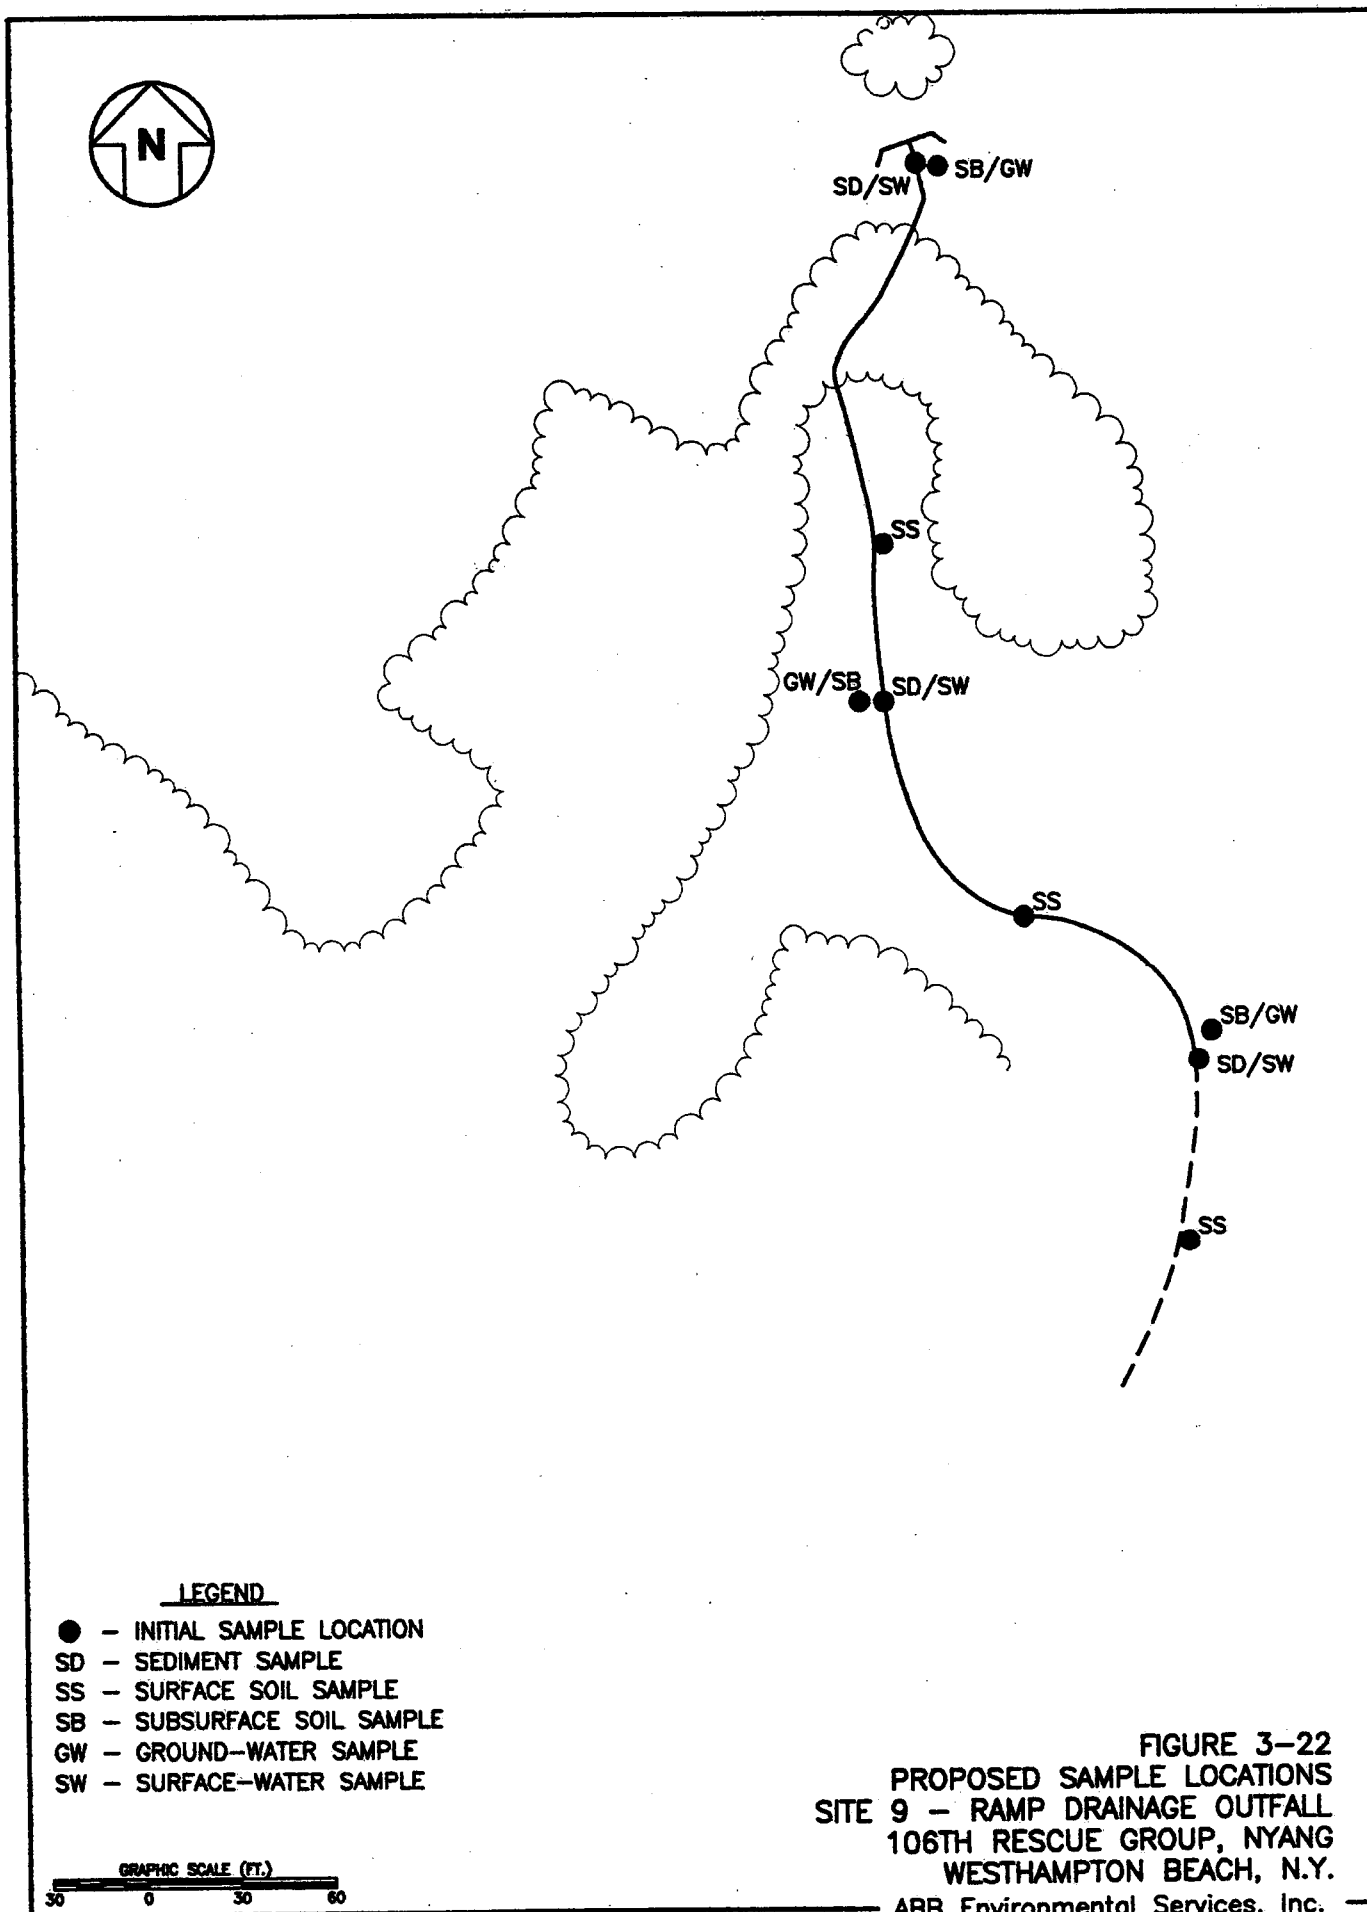 N
SD/SW
SB/GW
SS
GW/SB
SD/SW
SS
SB/GW
SD/SW
SS
LEGEND
● – INITIAL SAMPLE LOCATION
SD – SEDIMENT SAMPLE
SS – SURFACE SOIL SAMPLE
SB – SUBSURFACE SOIL SAMPLE
GW – GROUND–WATER SAMPLE
SW – SURFACE–WATER SAMPLE
GRAPHIC SCALE (FT.)
30 0 30 60
FIGURE 3–22
PROPOSED SAMPLE LOCATIONS
SITE 9 – RAMP DRAINAGE OUTFALL
106TH RESCUE GROUP, NYANG
WESTHAMPTON BEACH, N.Y.
ABB Environmental Services, Inc.